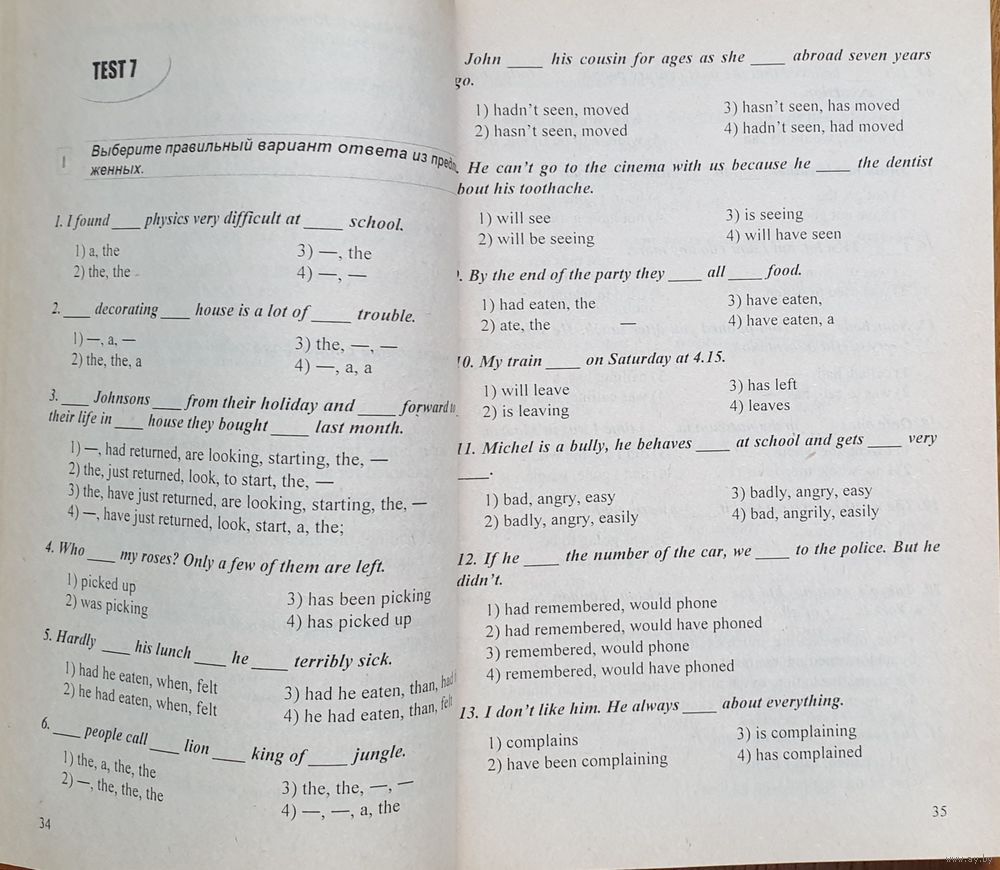 TEST 7
Выберите правильный вариант ответа из
женных.
1. I found ___ physics very difficult at ___ school.
1) a, the
2) the, the
3) —, the
4) —, —
2. ___ decorating ___ house is a lot of ___ trouble.
1) —, a, —
2) the, the, a
3) the, —, —
4) —, a, a
3. ___ Johnsons ___ from their holiday and ___ forward to
their life in ___ house they bought ___ last month.
1) —, had returned, are looking, starting, the, —
2) the, just returned, look, to start, the, —
3) the, have just returned, are looking, starting, the, —
4) —, have just returned, look, start, a, the;
4. Who ___ my roses? Only a few of them are left.
1) picked up
2) was picking
3) has been picking
4) has picked up
5. Hardly ___ his lunch ___ he ___ terribly sick.
1) had he eaten, when, felt
2) he had eaten, when, felt
3) had he eaten, than, had
4) he had eaten, than, felt
6. ___ people call ___ lion ___ king of ___ jungle.
1) the, a, the, the
2) —, the, the, the
3) the, the, —, —
4) —, —, a, the
34
John ___ his cousin for ages as she ___ abroad seven years
go.
1) hadn't seen, moved
2) hasn't seen, moved
3) hasn't seen, has moved
4) hadn't seen, had moved
He can't go to the cinema with us because he ___ the dentist
bout his toothache.
1) will see
2) will be seeing
3) is seeing
4) will have seen
. By the end of the party they ___ all ___ food.
1) had eaten, the
2) ate, the —
3) have eaten,
4) have eaten, a
10. My train ___ on Saturday at 4.15.
1) will leave
2) is leaving
3) has left
4) leaves
11. Michel is a bully, he behaves ___ at school and gets ___ very
___.
1) bad, angry, easy
2) badly, angry, easily
3) badly, angry, easy
4) bad, angrily, easily
12. If he ___ the number of the car, we ___ to the police. But he
didn't.
1) had remembered, would phone
2) had remembered, would have phoned
3) remembered, would phone
4) remembered, would have phoned
13. I don't like him. He always ___ about everything.
1) complains
2) have been complaining
3) is complaining
4) has complained
35
www.ay.by